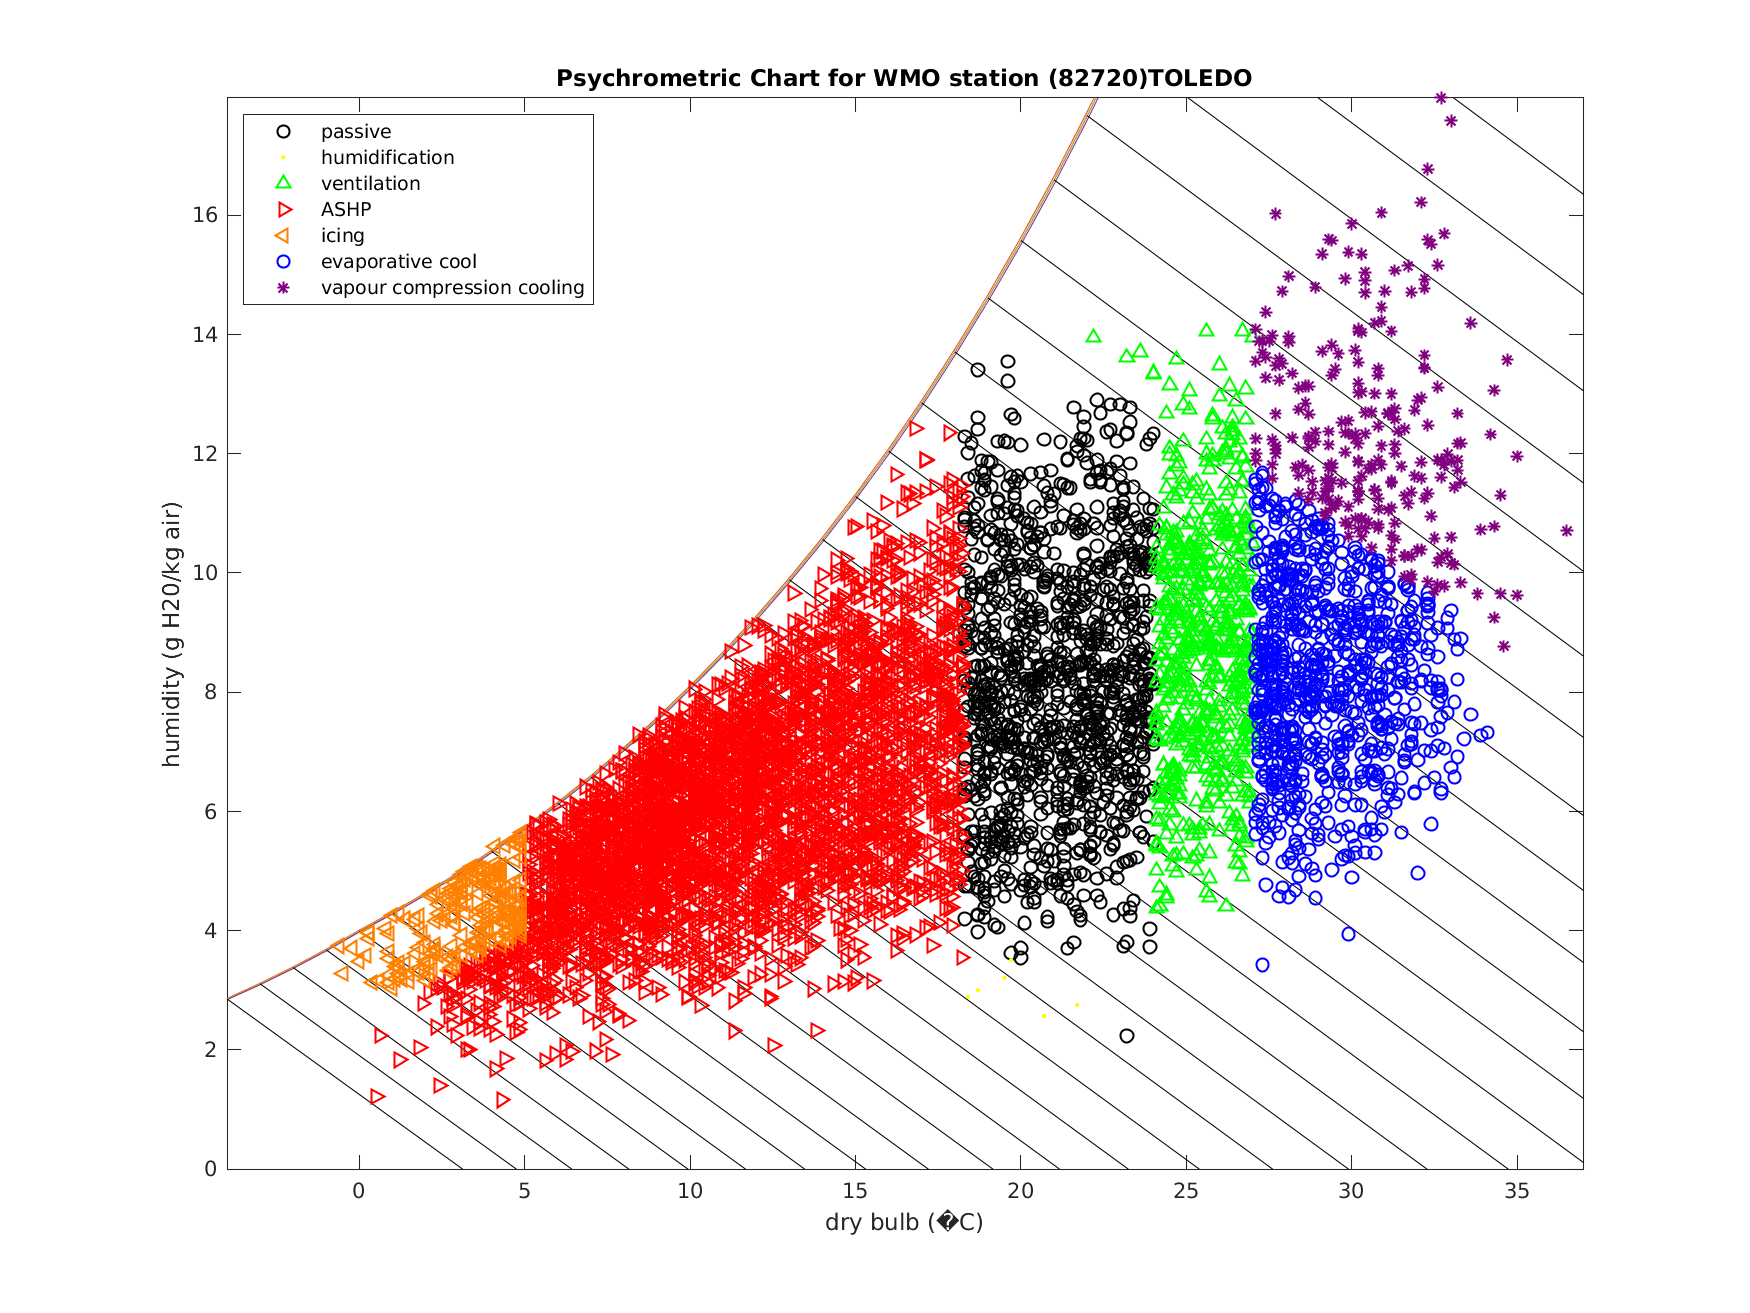 Psychrometric Chart for WMO station (82720)TOLEDO
passive
humidification
ventilation
ASHP
icing
evaporative cool
vapour compression cooling
humidity (g H20/kg air)
16
14
12
10
8
6
4
2
0
0 5 10 15 20 25 30 35
dry bulb (�C)